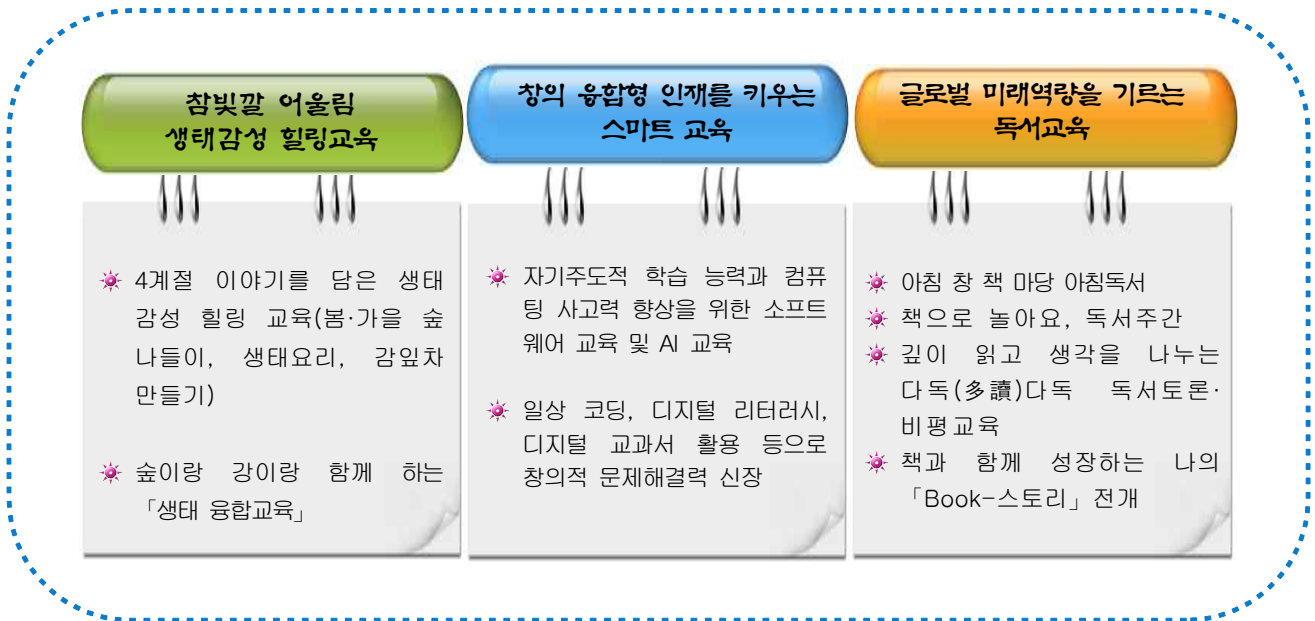 참빛깔 어울림
생태감성 힐링교육
4계절 이야기를 담은 생태
감성 힐링 교육(봄·가을 숲
나들이, 생태요리, 감잎차
만들기)
숲이랑 강이랑 함께 하는
「생태 융합교육」
창의 융합형 인재를 키우는
스마트 교육
자기주도적 학습 능력과 컴퓨
팅 사고력 향상을 위한 소프트
웨어 교육 및 AI 교육
일상 코딩, 디지털 리터러시,
디지털 교과서 활용 등으로
창의적 문제해결력 신장
글로벌 미래역량을 기르는
독서교육
아침 창 책 마당 아침독서
책으로 놀아요, 독서주간
깊이 읽고 생각을 나누는
다독(多讀)다독 독서토론·
비평교육
책과 함께 성장하는 나의
「Book-스토리」전개